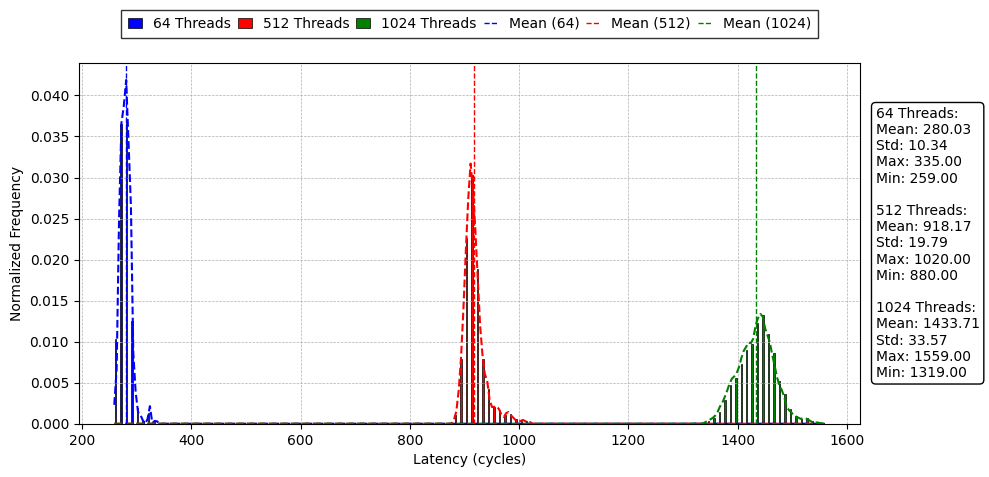 64 Threads 512 Threads 1024 Threads Mean (64) Mean (512) Mean (1024)
0.040
0.035
0.030
0.025
0.020
0.015
0.010
0.005
0.000
Normalized Frequency
200 400 600 800 1000 1200 1400 1600
Latency (cycles)
64 Threads:
Mean: 280.03
Std: 10.34
Max: 335.00
Min: 259.00
512 Threads:
Mean: 918.17
Std: 19.79
Max: 1020.00
Min: 880.00
1024 Threads:
Mean: 1433.71
Std: 33.57
Max: 1559.00
Min: 1319.00